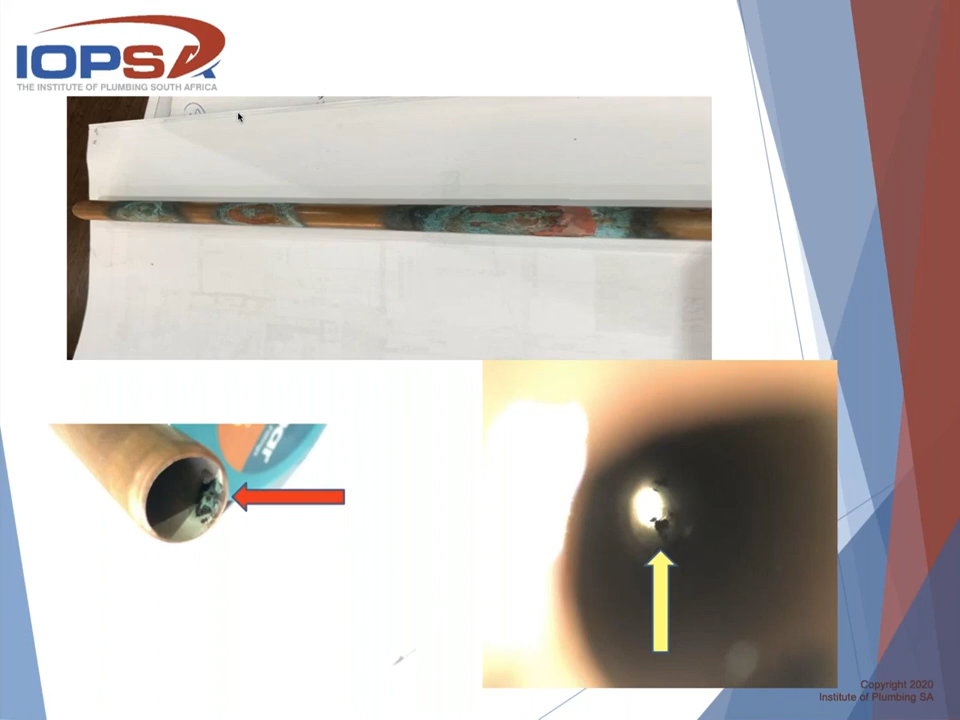 IOPSA
THE INSTITUTE OF PLUMBING SOUTH AFRICA
Copyright 2020
Institute of Plumbing SA